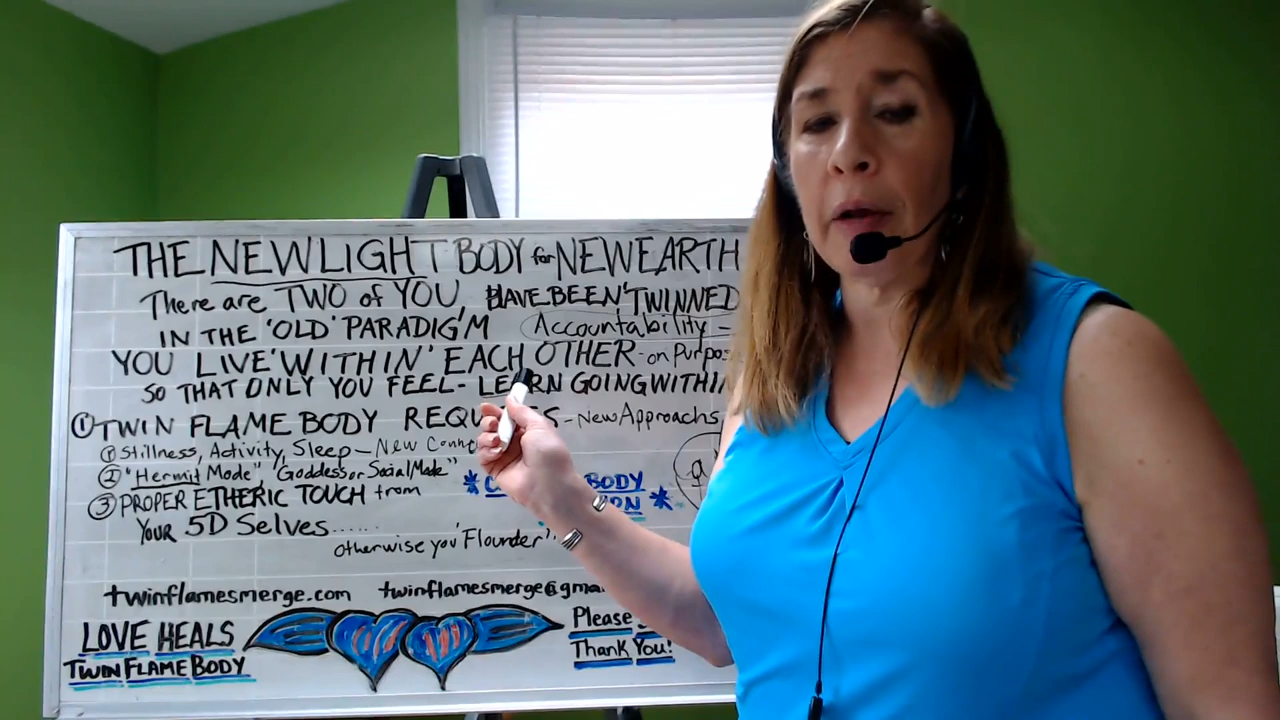 THE NEW LIGHT BODY for NEW EARTH
There are TWO of YOU HAVE BEEN 'TWINNED
IN THE 'OLD' PARADIG'M Accountability -
YOU LIVE 'WITHIN' EACH OTHER - on Purpos
SO THAT ONLY YOU FEEL - LEARN GOING WITHIN
① TWIN FLAME BODY REQU S - New Approachs
① Stillness, Activity, Sleep - New Conn
② "Hermit Mode", "Goddess or Social Mode"
③ PROPER ETHERIC TOUCH from
YOUR 5D Selves......
* BODY
*
otherwise you 'Flounder'
twinflamesmerge.com twinflamesmerge@gma
LOVE HEALS
TWIN FLAME BODY
Please
Thank You!